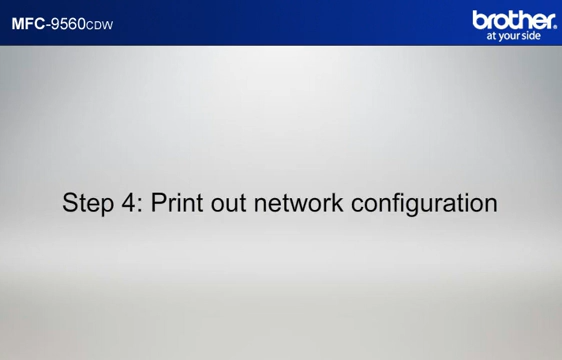 MFC-9560CDW
brother.
at your side
Step 4: Print out network configuration